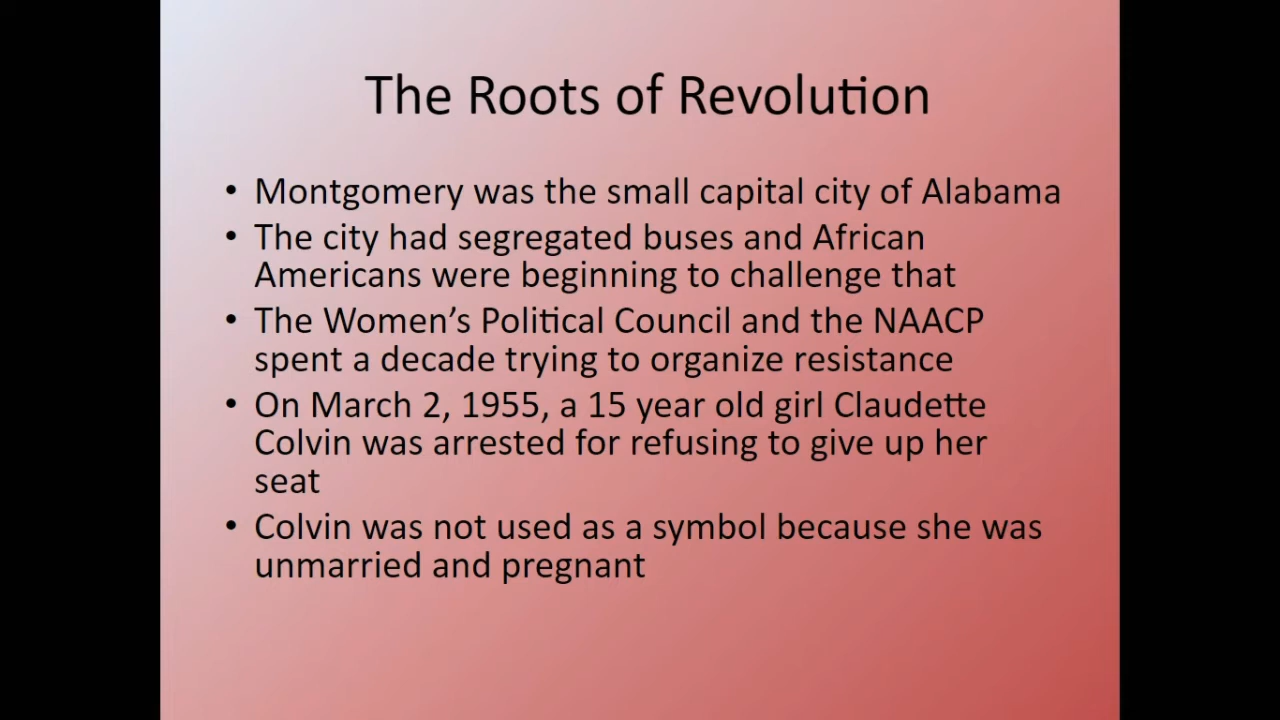 The Roots of Revolution
• Montgomery was the small capital city of Alabama
• The city had segregated buses and African
Americans were beginning to challenge that
• The Women’s Political Council and the NAACP
spent a decade trying to organize resistance
• On March 2, 1955, a 15 year old girl Claudette
Colvin was arrested for refusing to give up her
seat
• Colvin was not used as a symbol because she was
unmarried and pregnant